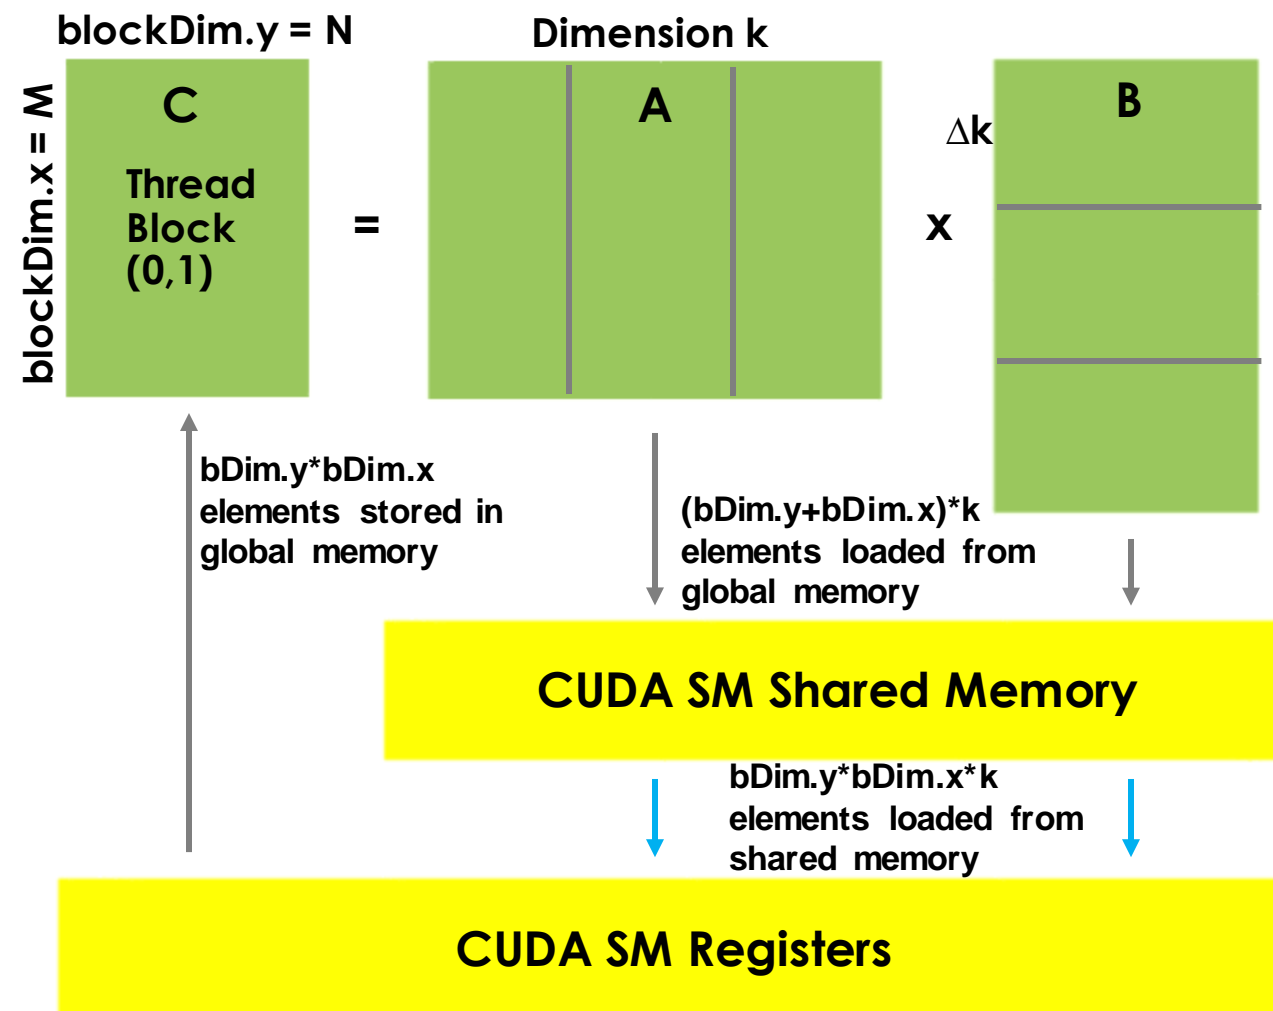 blockDim.y = N
Dimension k
blockDim.x = M
C
A
B
Δk
Thread
Block
(0,1)
=
x
bDim.y*bDim.x
elements stored in
global memory
(bDim.y+bDim.x)*k
elements loaded from
global memory
CUDA SM Shared Memory
bDim.y*bDim.x*k
elements loaded from
shared memory
CUDA SM Registers